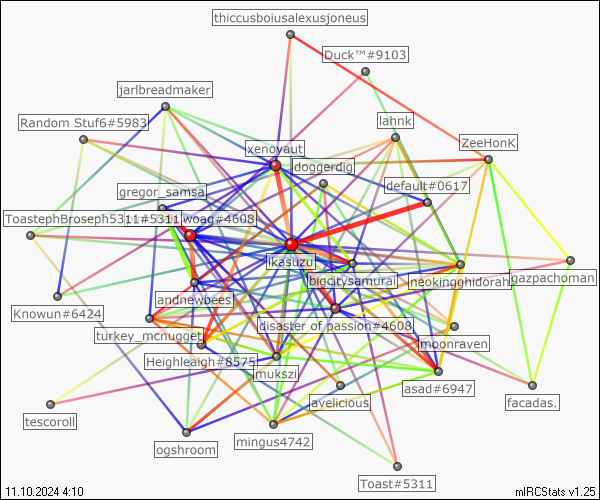 thiccusboiusalexusjoneus
Duck™#9103
jarlbreadmaker
Random Stuf6#5983
lahnk
xenoyaut
ZeeHonK
doggerdig
gregor_samsa
default#0617
ToastephBroseph5311#5311
woag#4608
ikasuzu
bigcitysamurai
neokingghidorah
gazpachoman
andnewbees
Knowun#6424
disaster of passion#4608
turkey_mcnugget
moonraven
Heighleaigh#8575
mukszi
asad#6947
facadas.
avelicious
tescoroll
mingus4742
ogshroom
Toast#5311
11.10.2024 4:10
mIRCStats v1.25